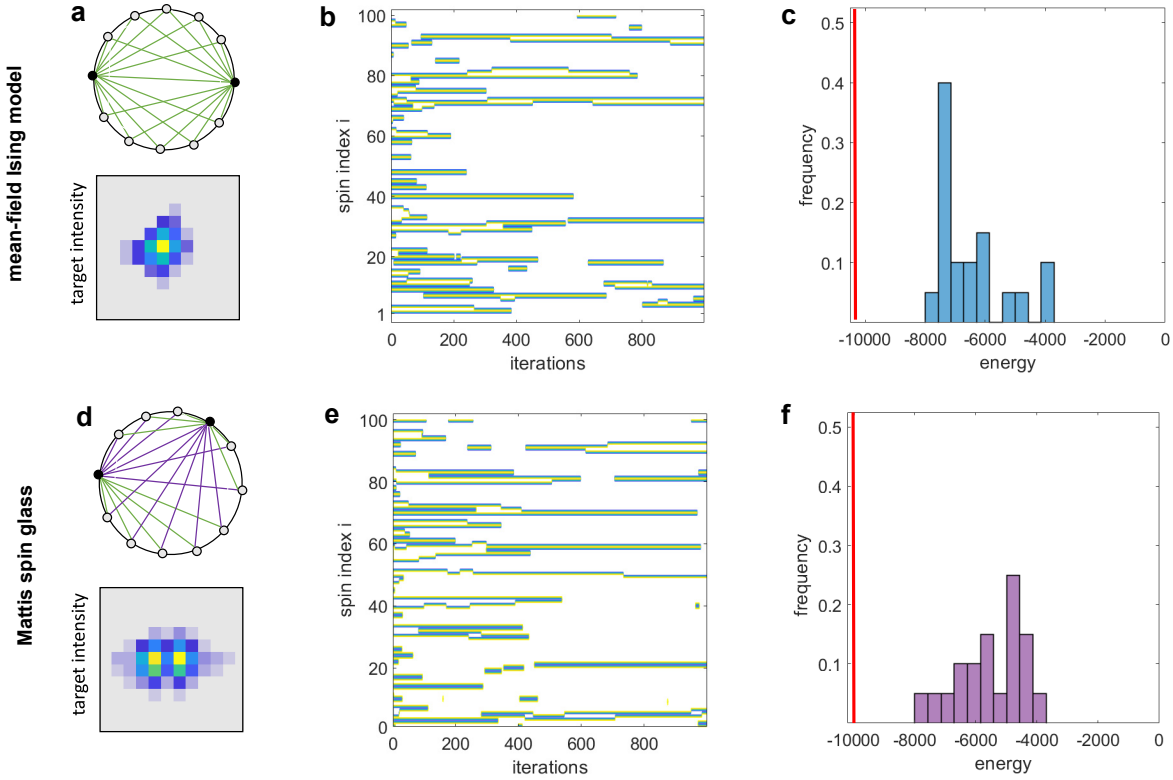 a
mean-field Ising model
target intensity
b
spin index i
100
80
60
40
20
1
0
200
400
600
800
iterations
c
frequency
0.5
0.4
0.3
0.2
0.1
-10000
-8000
-6000
-4000
-2000
0
energy
d
Mattis spin glass
target intensity
e
spin index i
100
80
60
40
20
0
0
200
400
600
800
iterations
f
frequency
0.5
0.4
0.3
0.2
0.1
-10000
-8000
-6000
-4000
-2000
0
energy